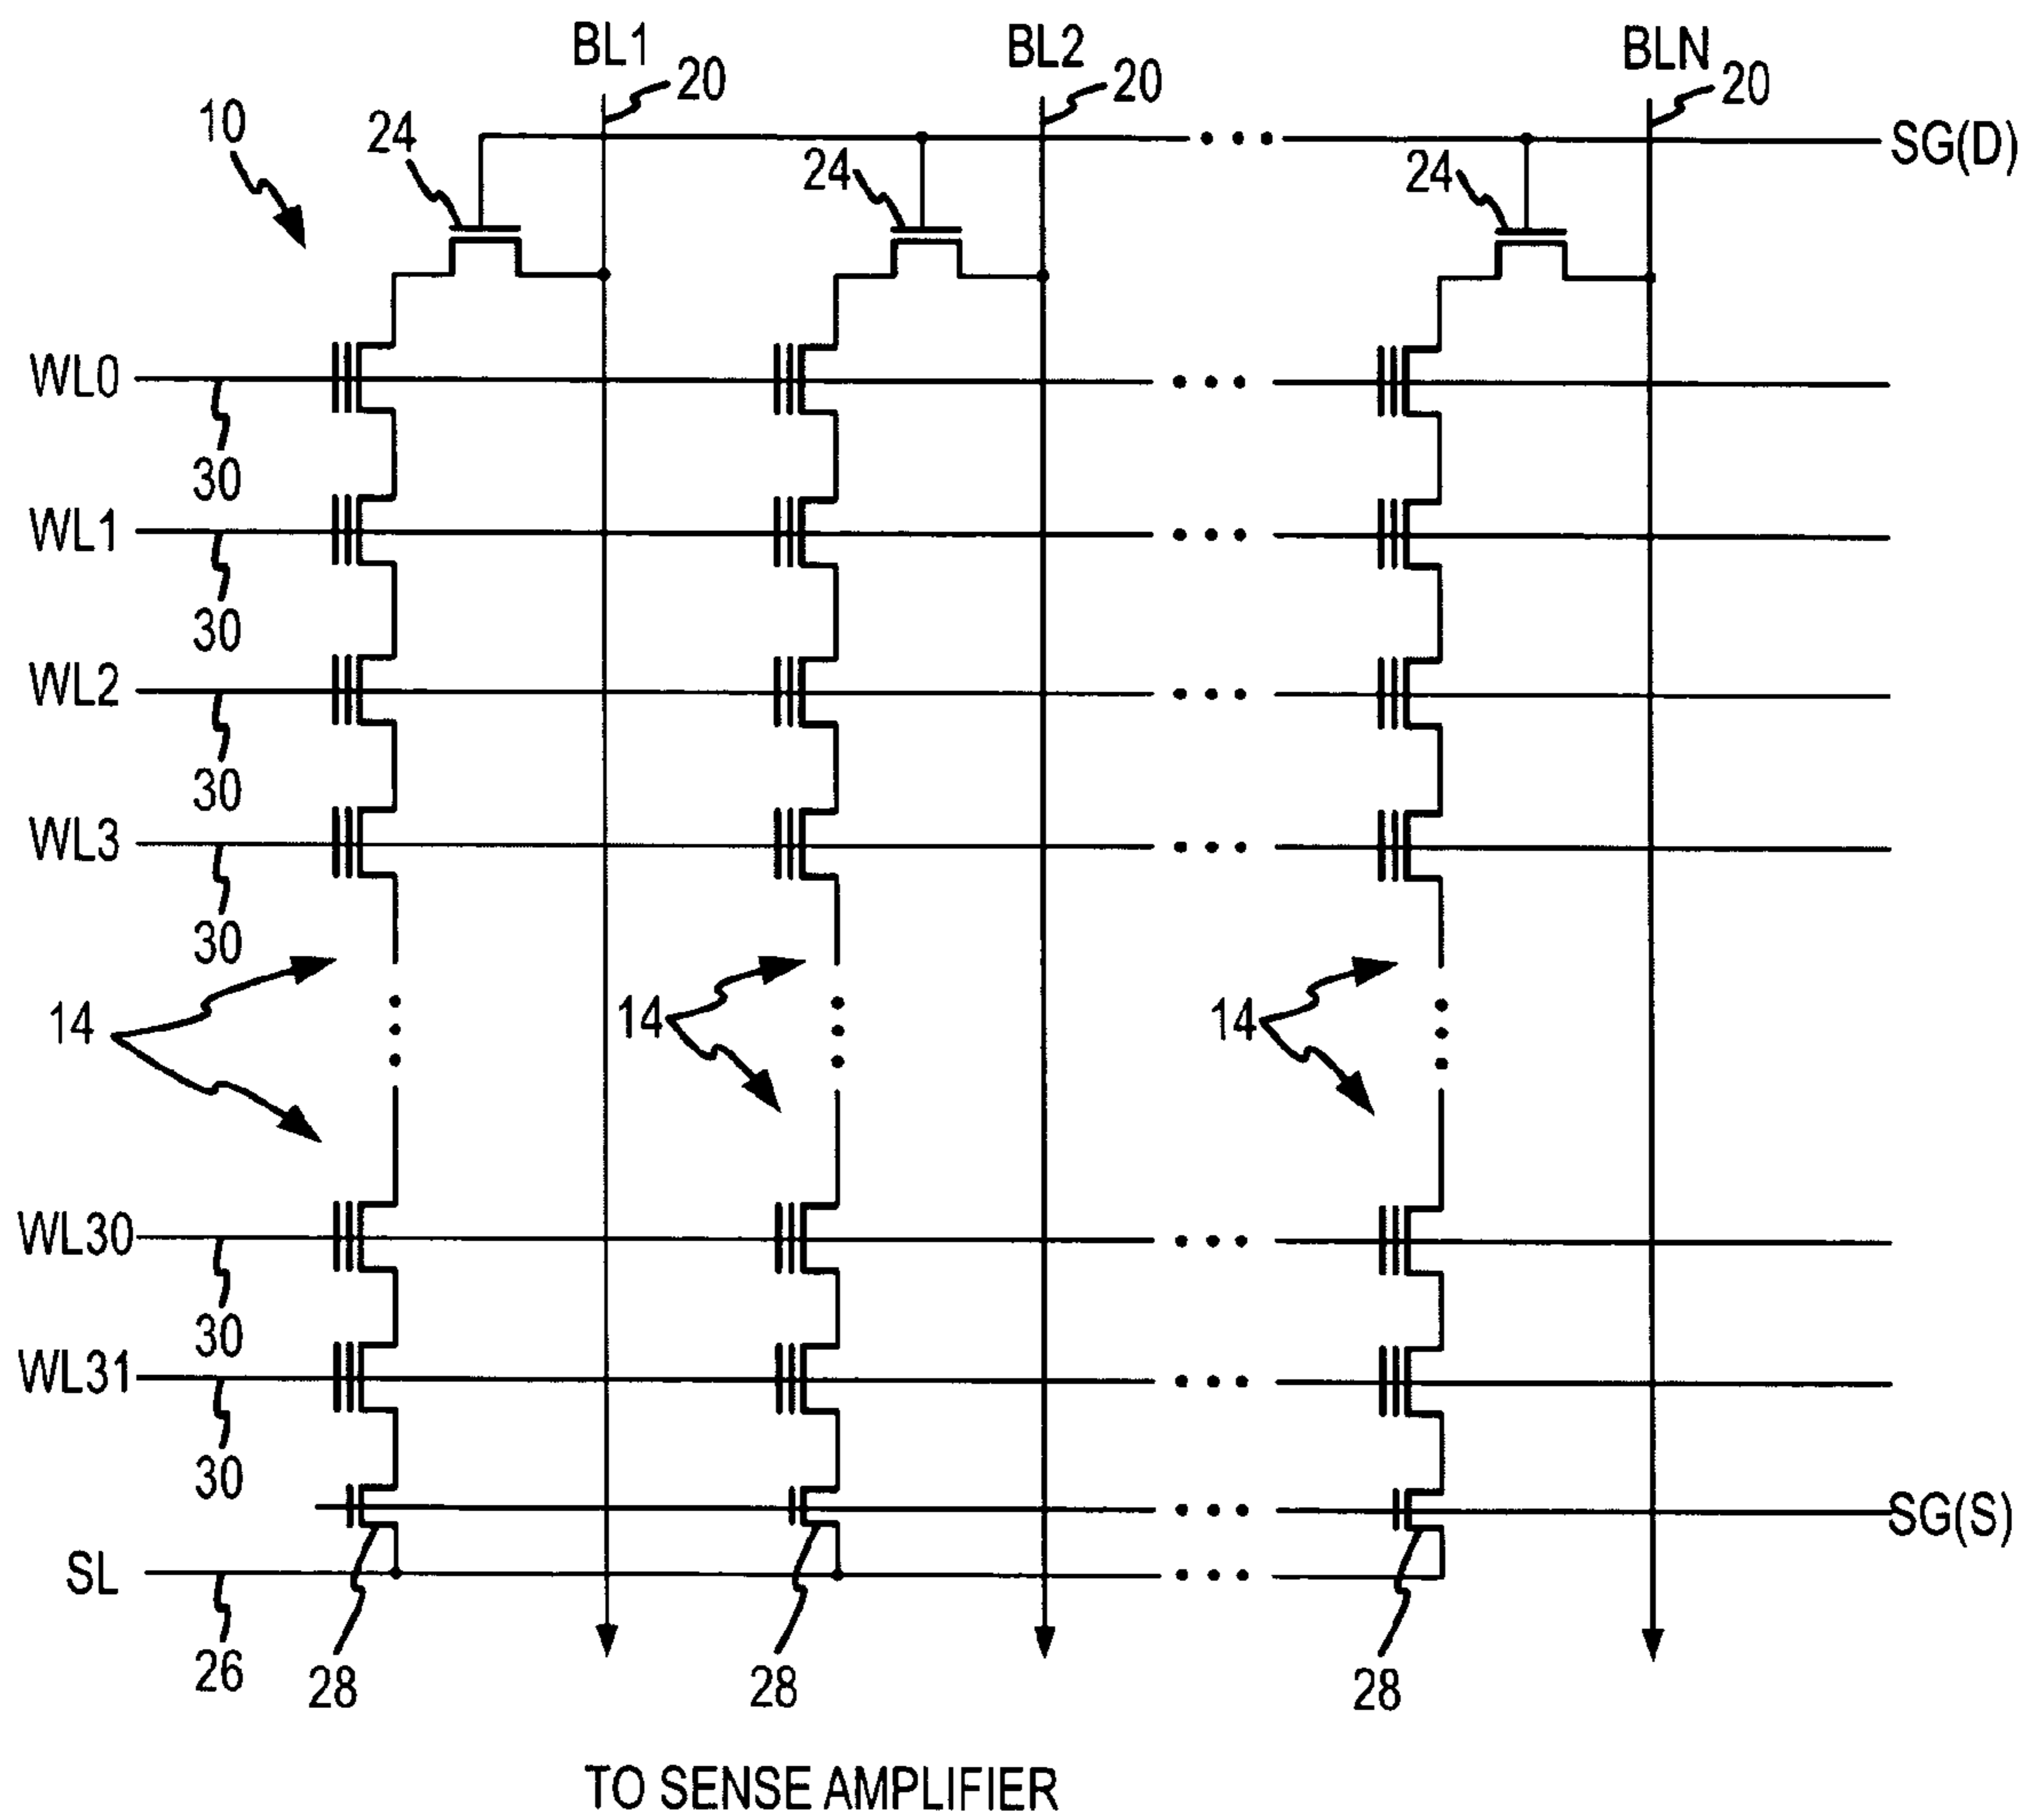 BL1
20
BL2
20
BLN
20
10
24
24
24
SG(D)
WL0
30
WL1
30
WL2
30
WL3
30
14
14
14
WL30
30
WL31
30
SG(S)
SL
26
28
28
28
TO SENSE AMPLIFIER